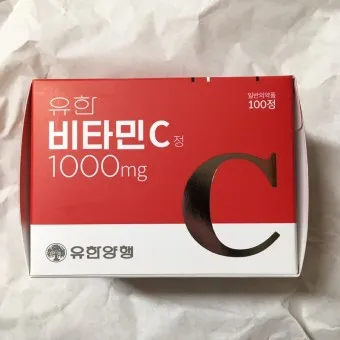 유한
비타민C 정
1000mg
일반의약품
100정
C
유한양행